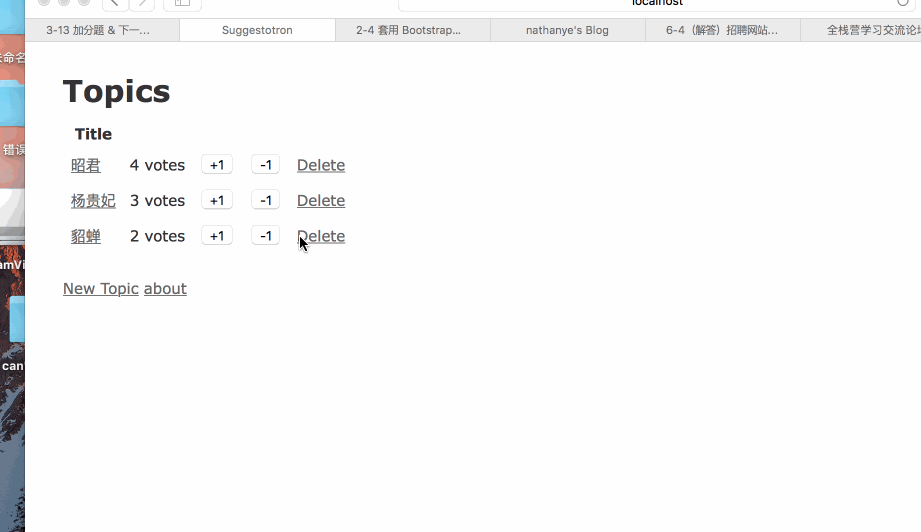 localhost
3-13 加分题 & 下一...
Suggestotron
2-4 套用 Bootstrap...
nathanye's Blog
6-4（解答）招聘网站...
全栈营学习交流论
未命名
错误
can
Topics
Title
昭君 4 votes +1 -1 Delete
杨贵妃 3 votes +1 -1 Delete
貂蝉 2 votes +1 -1 Delete
New Topic about